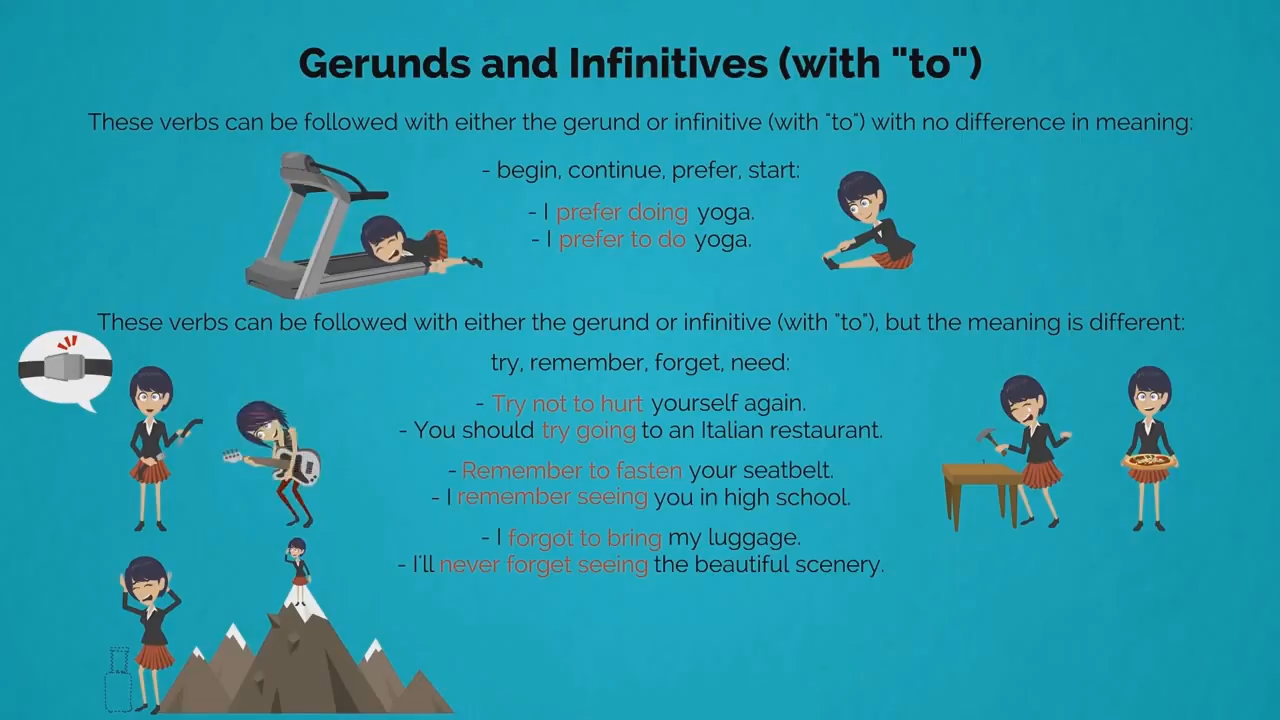 Gerunds and Infinitives (with "to")
These verbs can be followed with either the gerund or infinitive (with "to") with no difference in meaning:
- begin, continue, prefer, start:
- I prefer doing yoga.
- I prefer to do yoga.
These verbs can be followed with either the gerund or infinitive (with "to"), but the meaning is different:
try, remember, forget, need:
- Try not to hurt yourself again.
- You should try going to an Italian restaurant.
- Remember to fasten your seatbelt.
- I remember seeing you in high school.
- I forgot to bring my luggage.
- I'll never forget seeing the beautiful scenery.